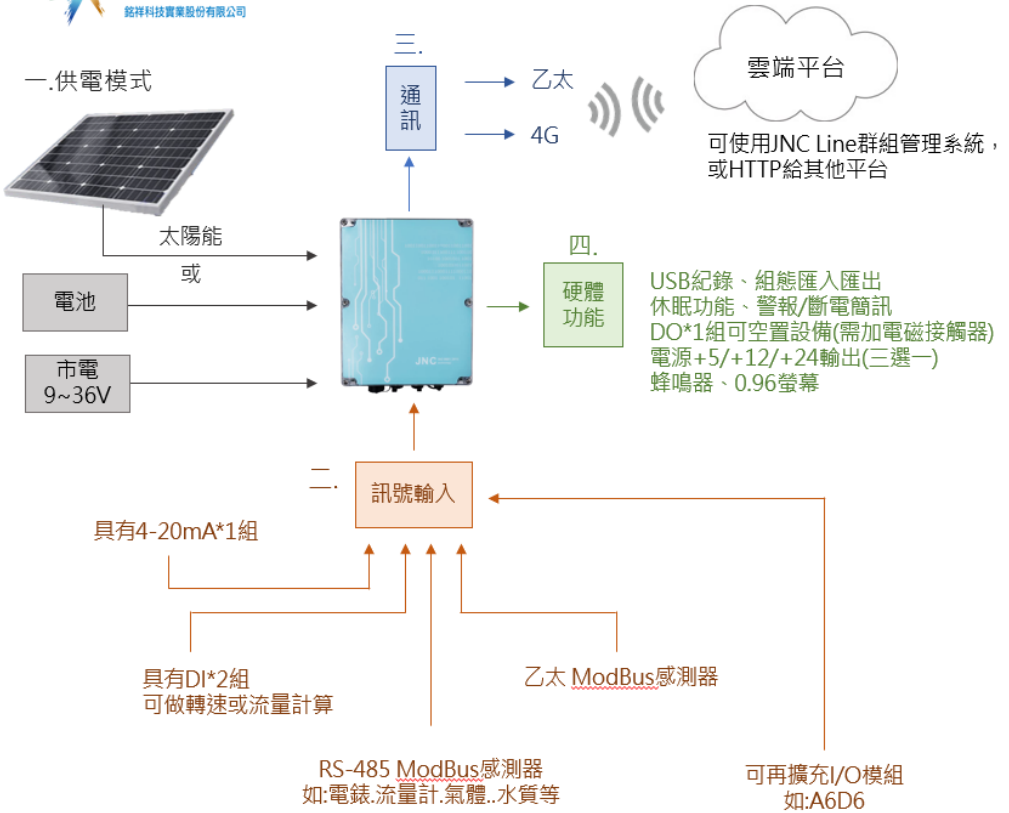 銘祥科技實業股份有限公司
一.供電模式
太陽能
或
電池
市電
9~36V
三.
通訊
乙太
4G
雲端平台
可使用JNC Line群組管理系統，
或HTTP給其他平台
JNC
四.
硬體
功能
USB紀錄、組態匯入匯出
休眠功能、警報/斷電簡訊
DO*1組可空置設備(需加電磁接觸器)
電源+5/+12/+24輸出(三選一)
蜂鳴器、0.96螢幕
二.
訊號輸入
具有4-20mA*1組
具有DI*2組
可做轉速或流量計算
乙太 ModBus感測器
RS-485 ModBus感測器
如:電錶.流量計.氣體..水質等
可再擴充I/O模組
如:A6D6